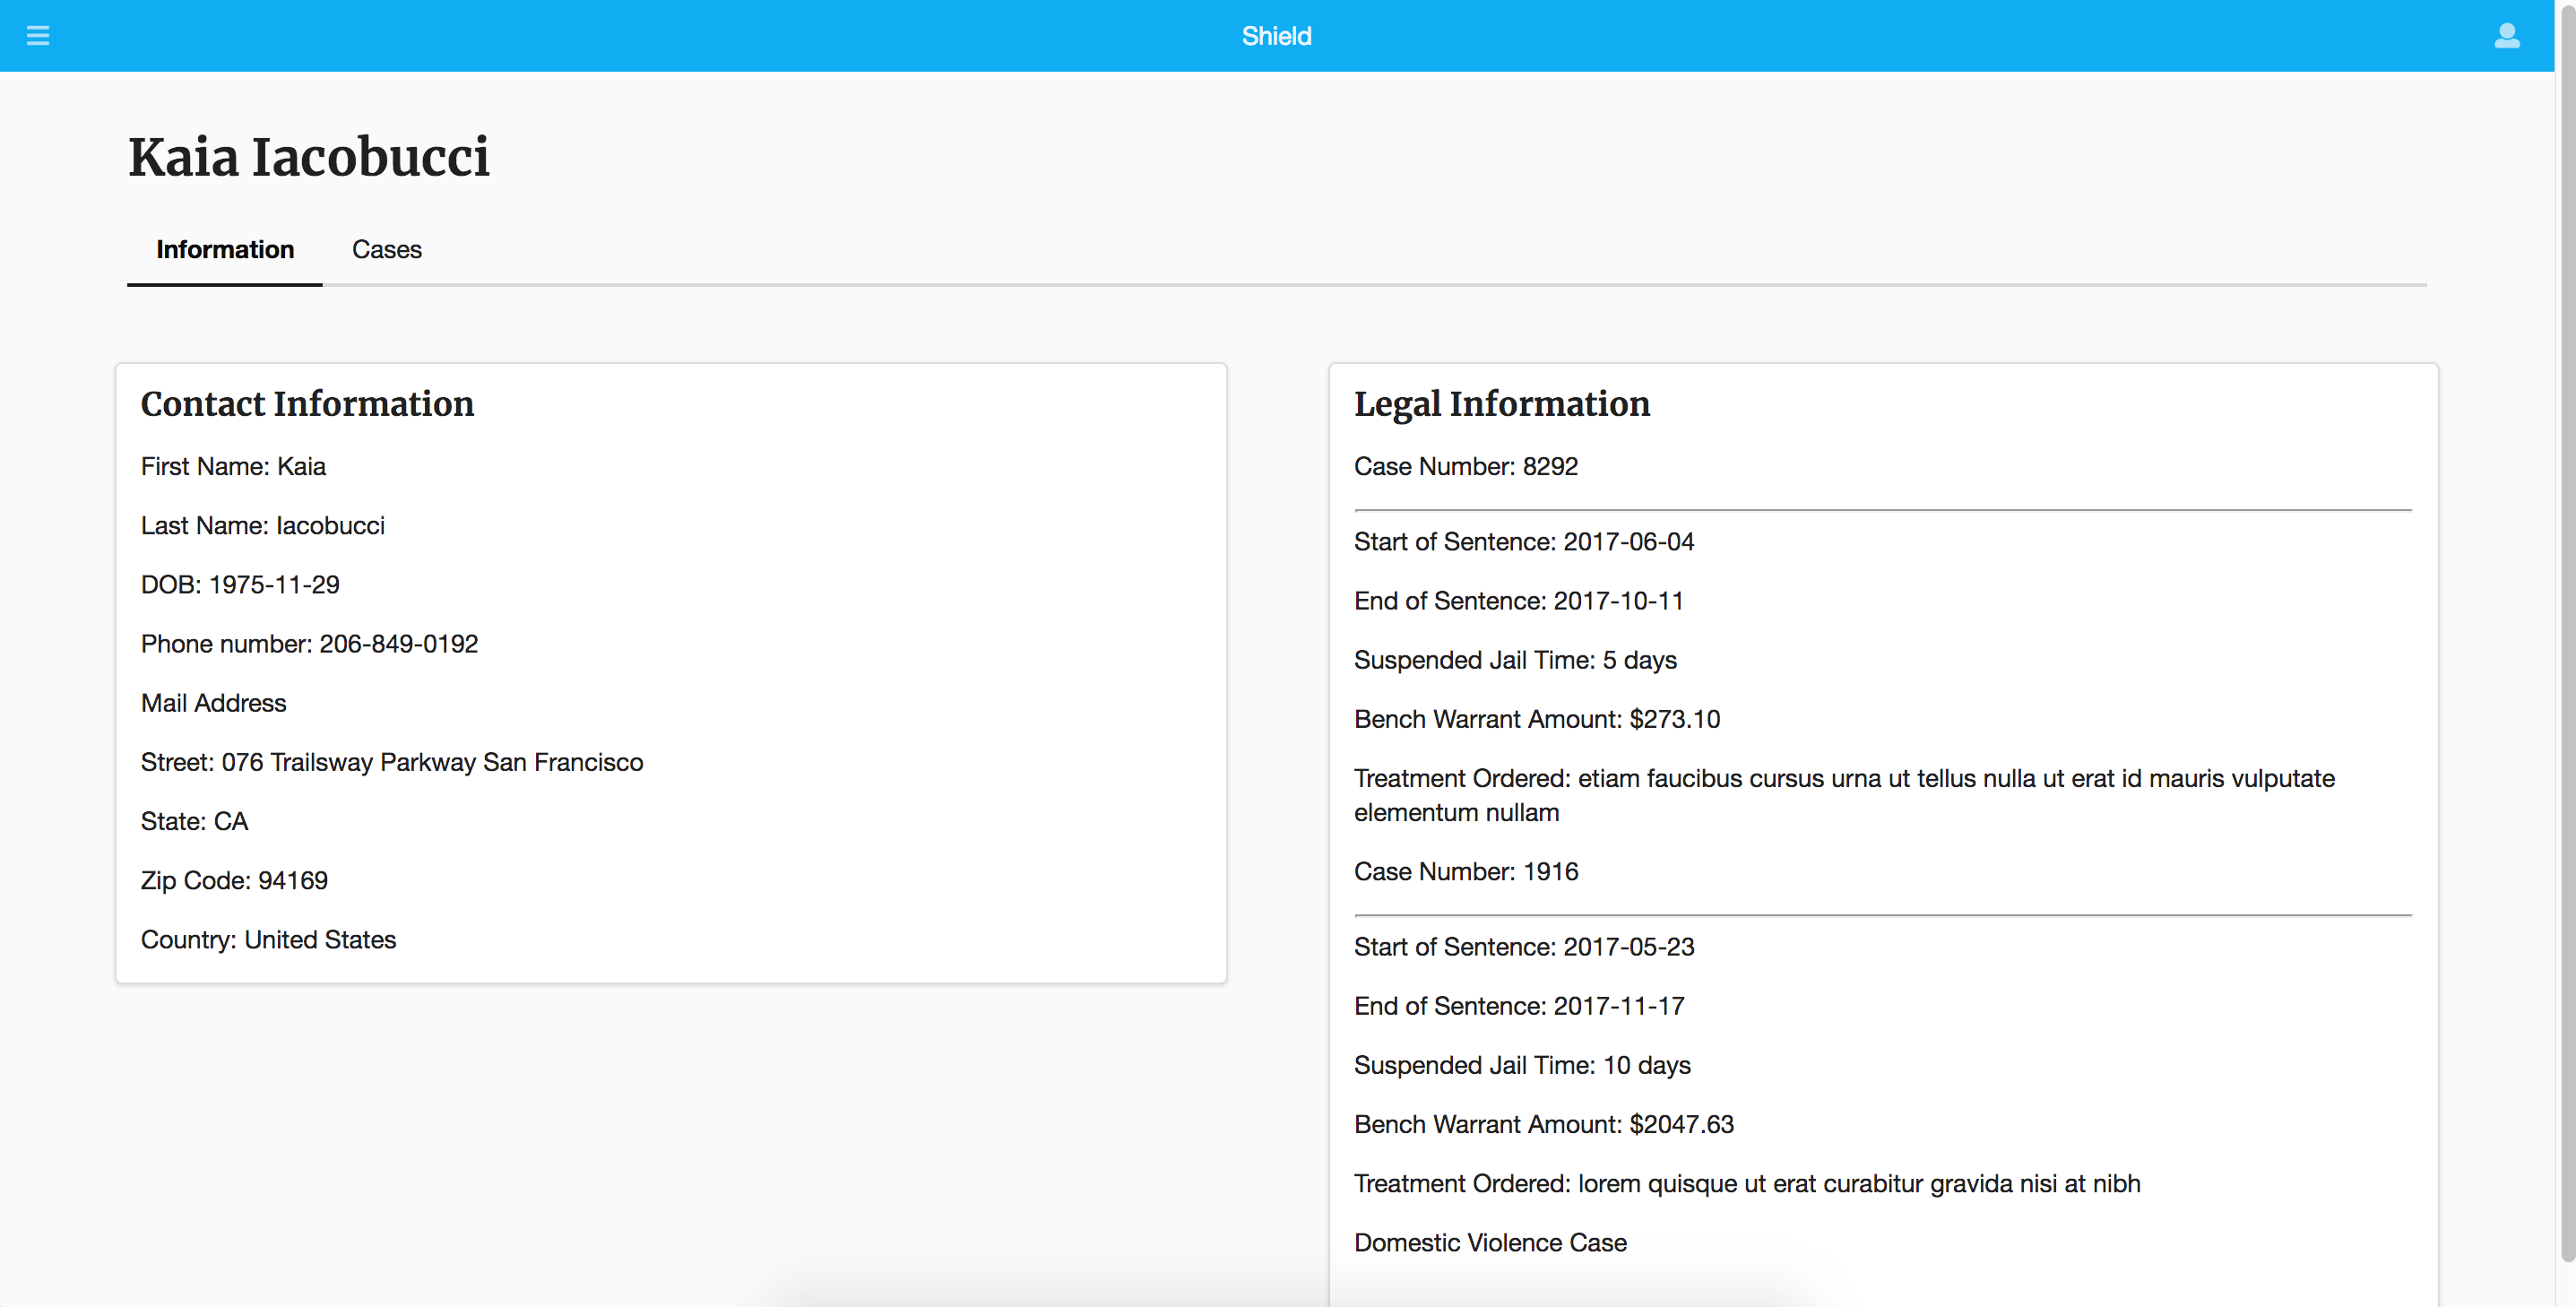 Shield
Kaia Iacobucci
Information
Cases
Contact Information
First Name: Kaia
Last Name: Iacobucci
DOB: 1975-11-29
Phone number: 206-849-0192
Mail Address
Street: 076 Trailsway Parkway San Francisco
State: CA
Zip Code: 94169
Country: United States
Legal Information
Case Number: 8292
Start of Sentence: 2017-06-04
End of Sentence: 2017-10-11
Suspended Jail Time: 5 days
Bench Warrant Amount: $273.10
Treatment Ordered: etiam faucibus cursus urna ut tellus nulla ut erat id mauris vulputate
elementum nullam
Case Number: 1916
Start of Sentence: 2017-05-23
End of Sentence: 2017-11-17
Suspended Jail Time: 10 days
Bench Warrant Amount: $2047.63
Treatment Ordered: lorem quisque ut erat curabitur gravida nisi at nibh
Domestic Violence Case